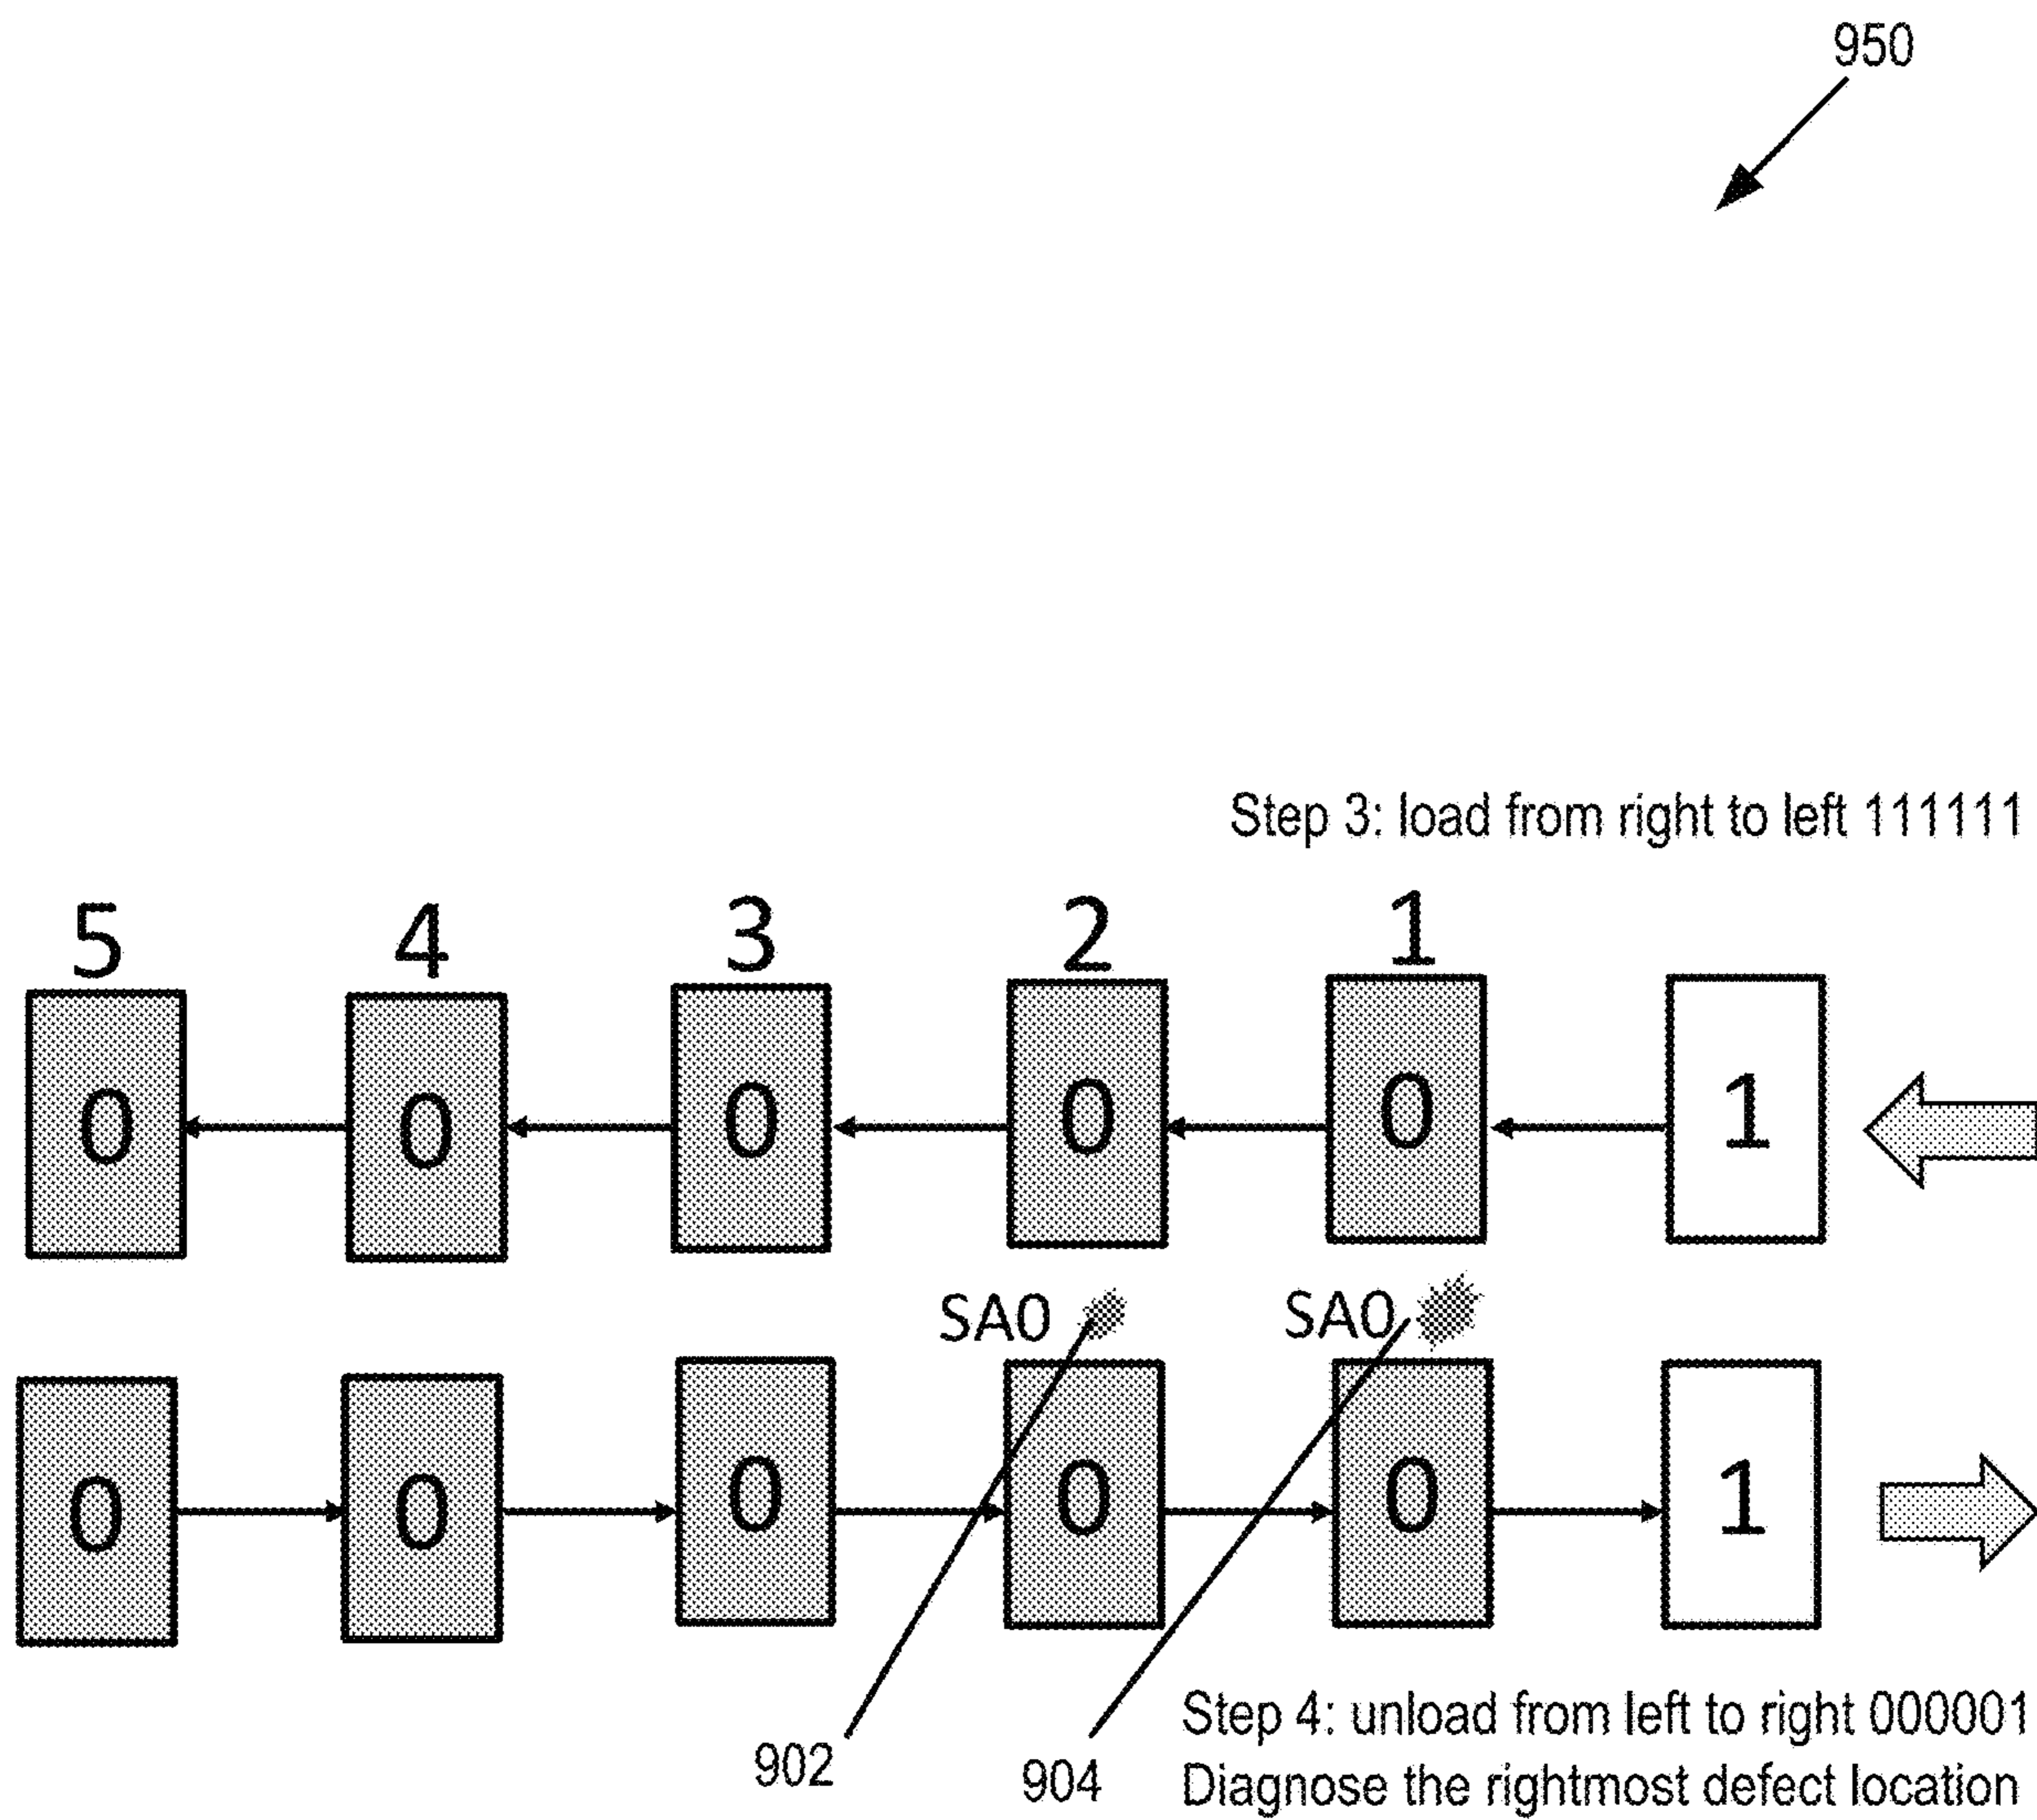 950
Step 3: load from right to left 111111
5 4 3 2 1
0 0 0 0 0 1
SA0 SA0
0 0 0 0 0 1
902 904
Step 4: unload from left to right 000001
Diagnose the rightmost defect location